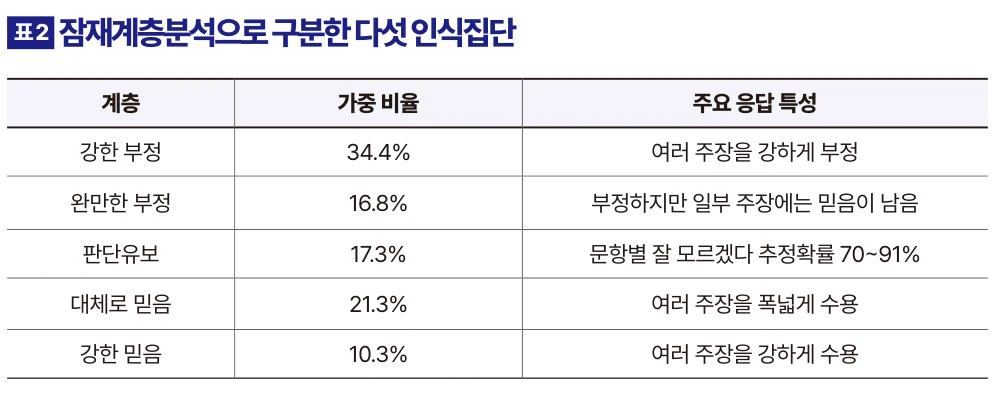 표2 잠재계층분석으로 구분한 다섯 인식집단
계층 가중 비율 주요 응답 특성
강한 부정 34.4% 여러 주장을 강하게 부정
완만한 부정 16.8% 부정하지만 일부 주장에는 믿음이 남음
판단유보 17.3% 문항별 잘 모르겠다 추정확률 70~91%
대체로 믿음 21.3% 여러 주장을 폭넓게 수용
강한 믿음 10.3% 여러 주장을 강하게 수용